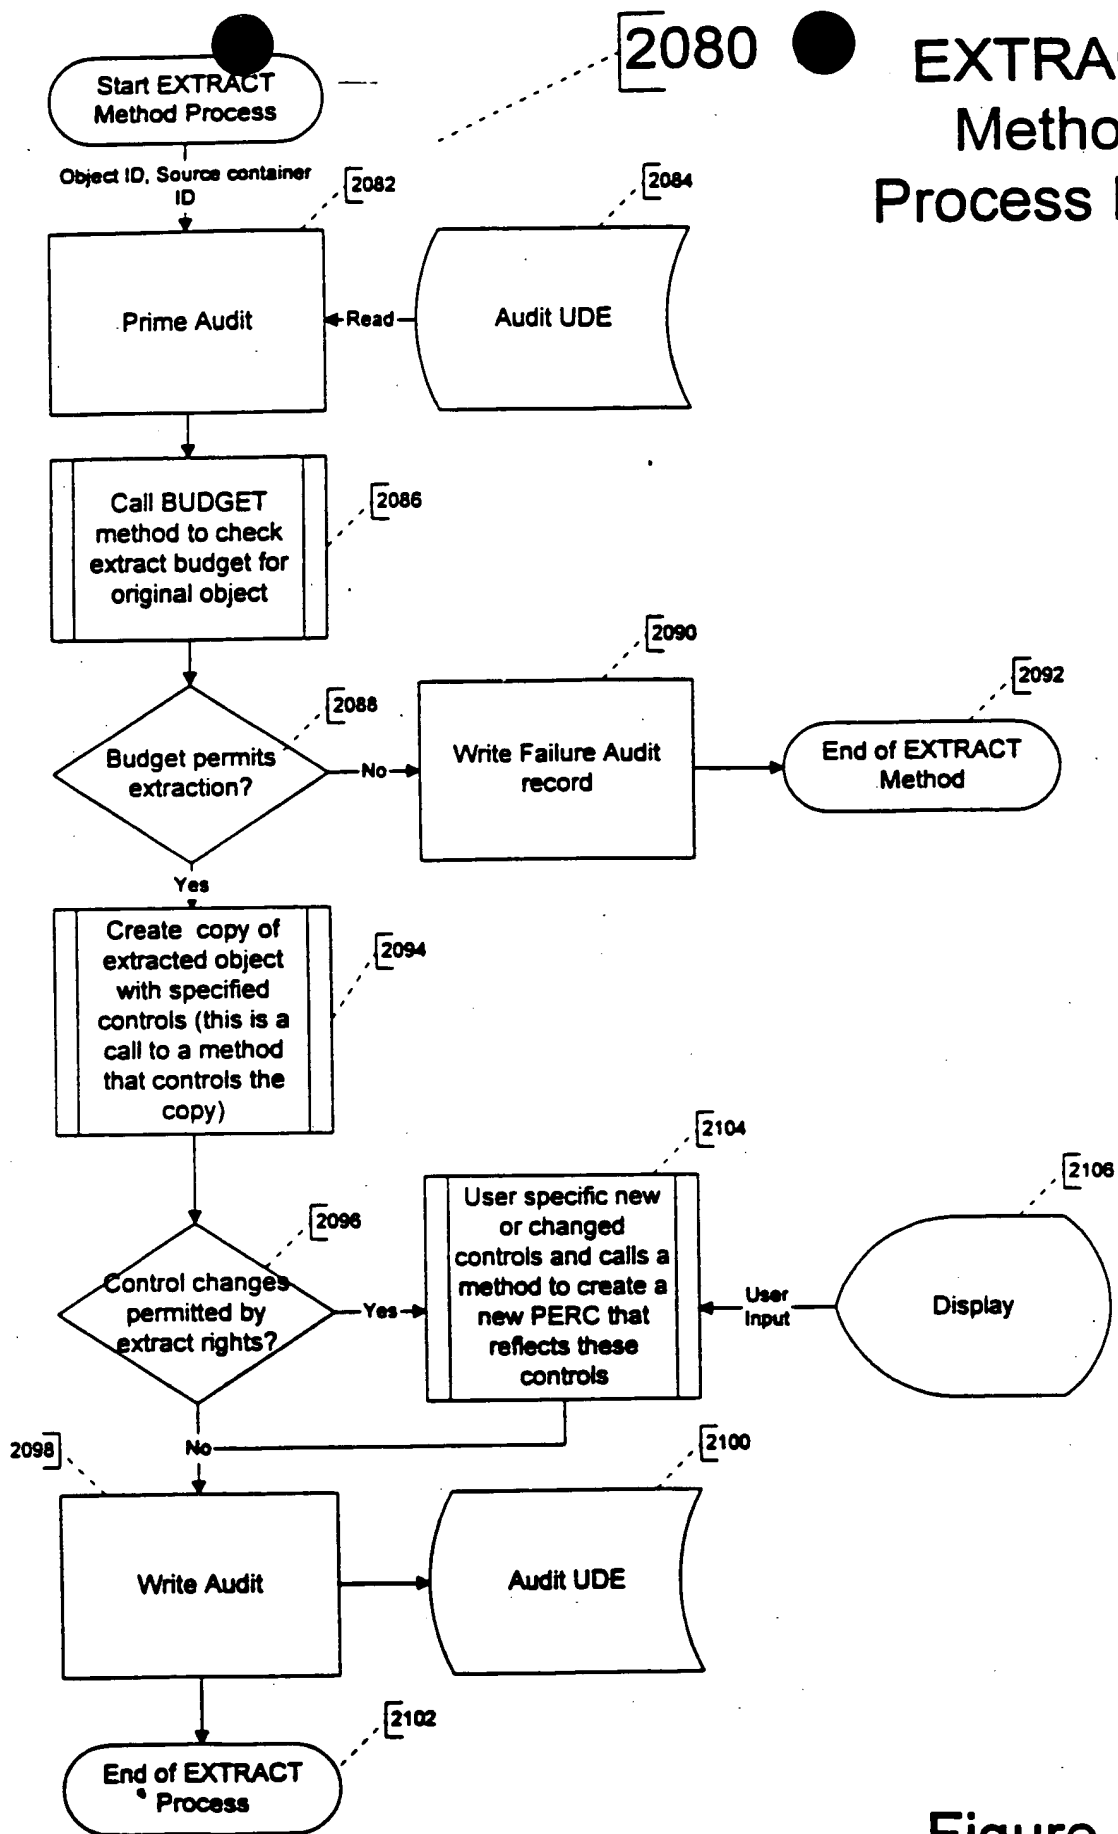 2080
EXTRAC
Metho
Process
Start EXTRACT
Method Process
Object ID, Source container
ID
2082
2084
Prime Audit
Read
Audit UDE
Call BUDGET
method to check
extract budget for
original object
2086
2088
Budget permits
extraction?
No
2090
Write Failure Audit
record
2092
End of EXTRACT
Method
Yes
Create copy of
extracted object
with specified
controls (this is a
call to a method
that controls the
copy)
2094
2096
Control changes
permitted by
extract rights?
Yes
2104
User specific new
or changed
controls and calls a
method to create a
new PERC that
reflects these
controls
User
Input
2106
Display
No
2098
2100
Write Audit
Audit UDE
2102
End of EXTRACT
Process
Figure